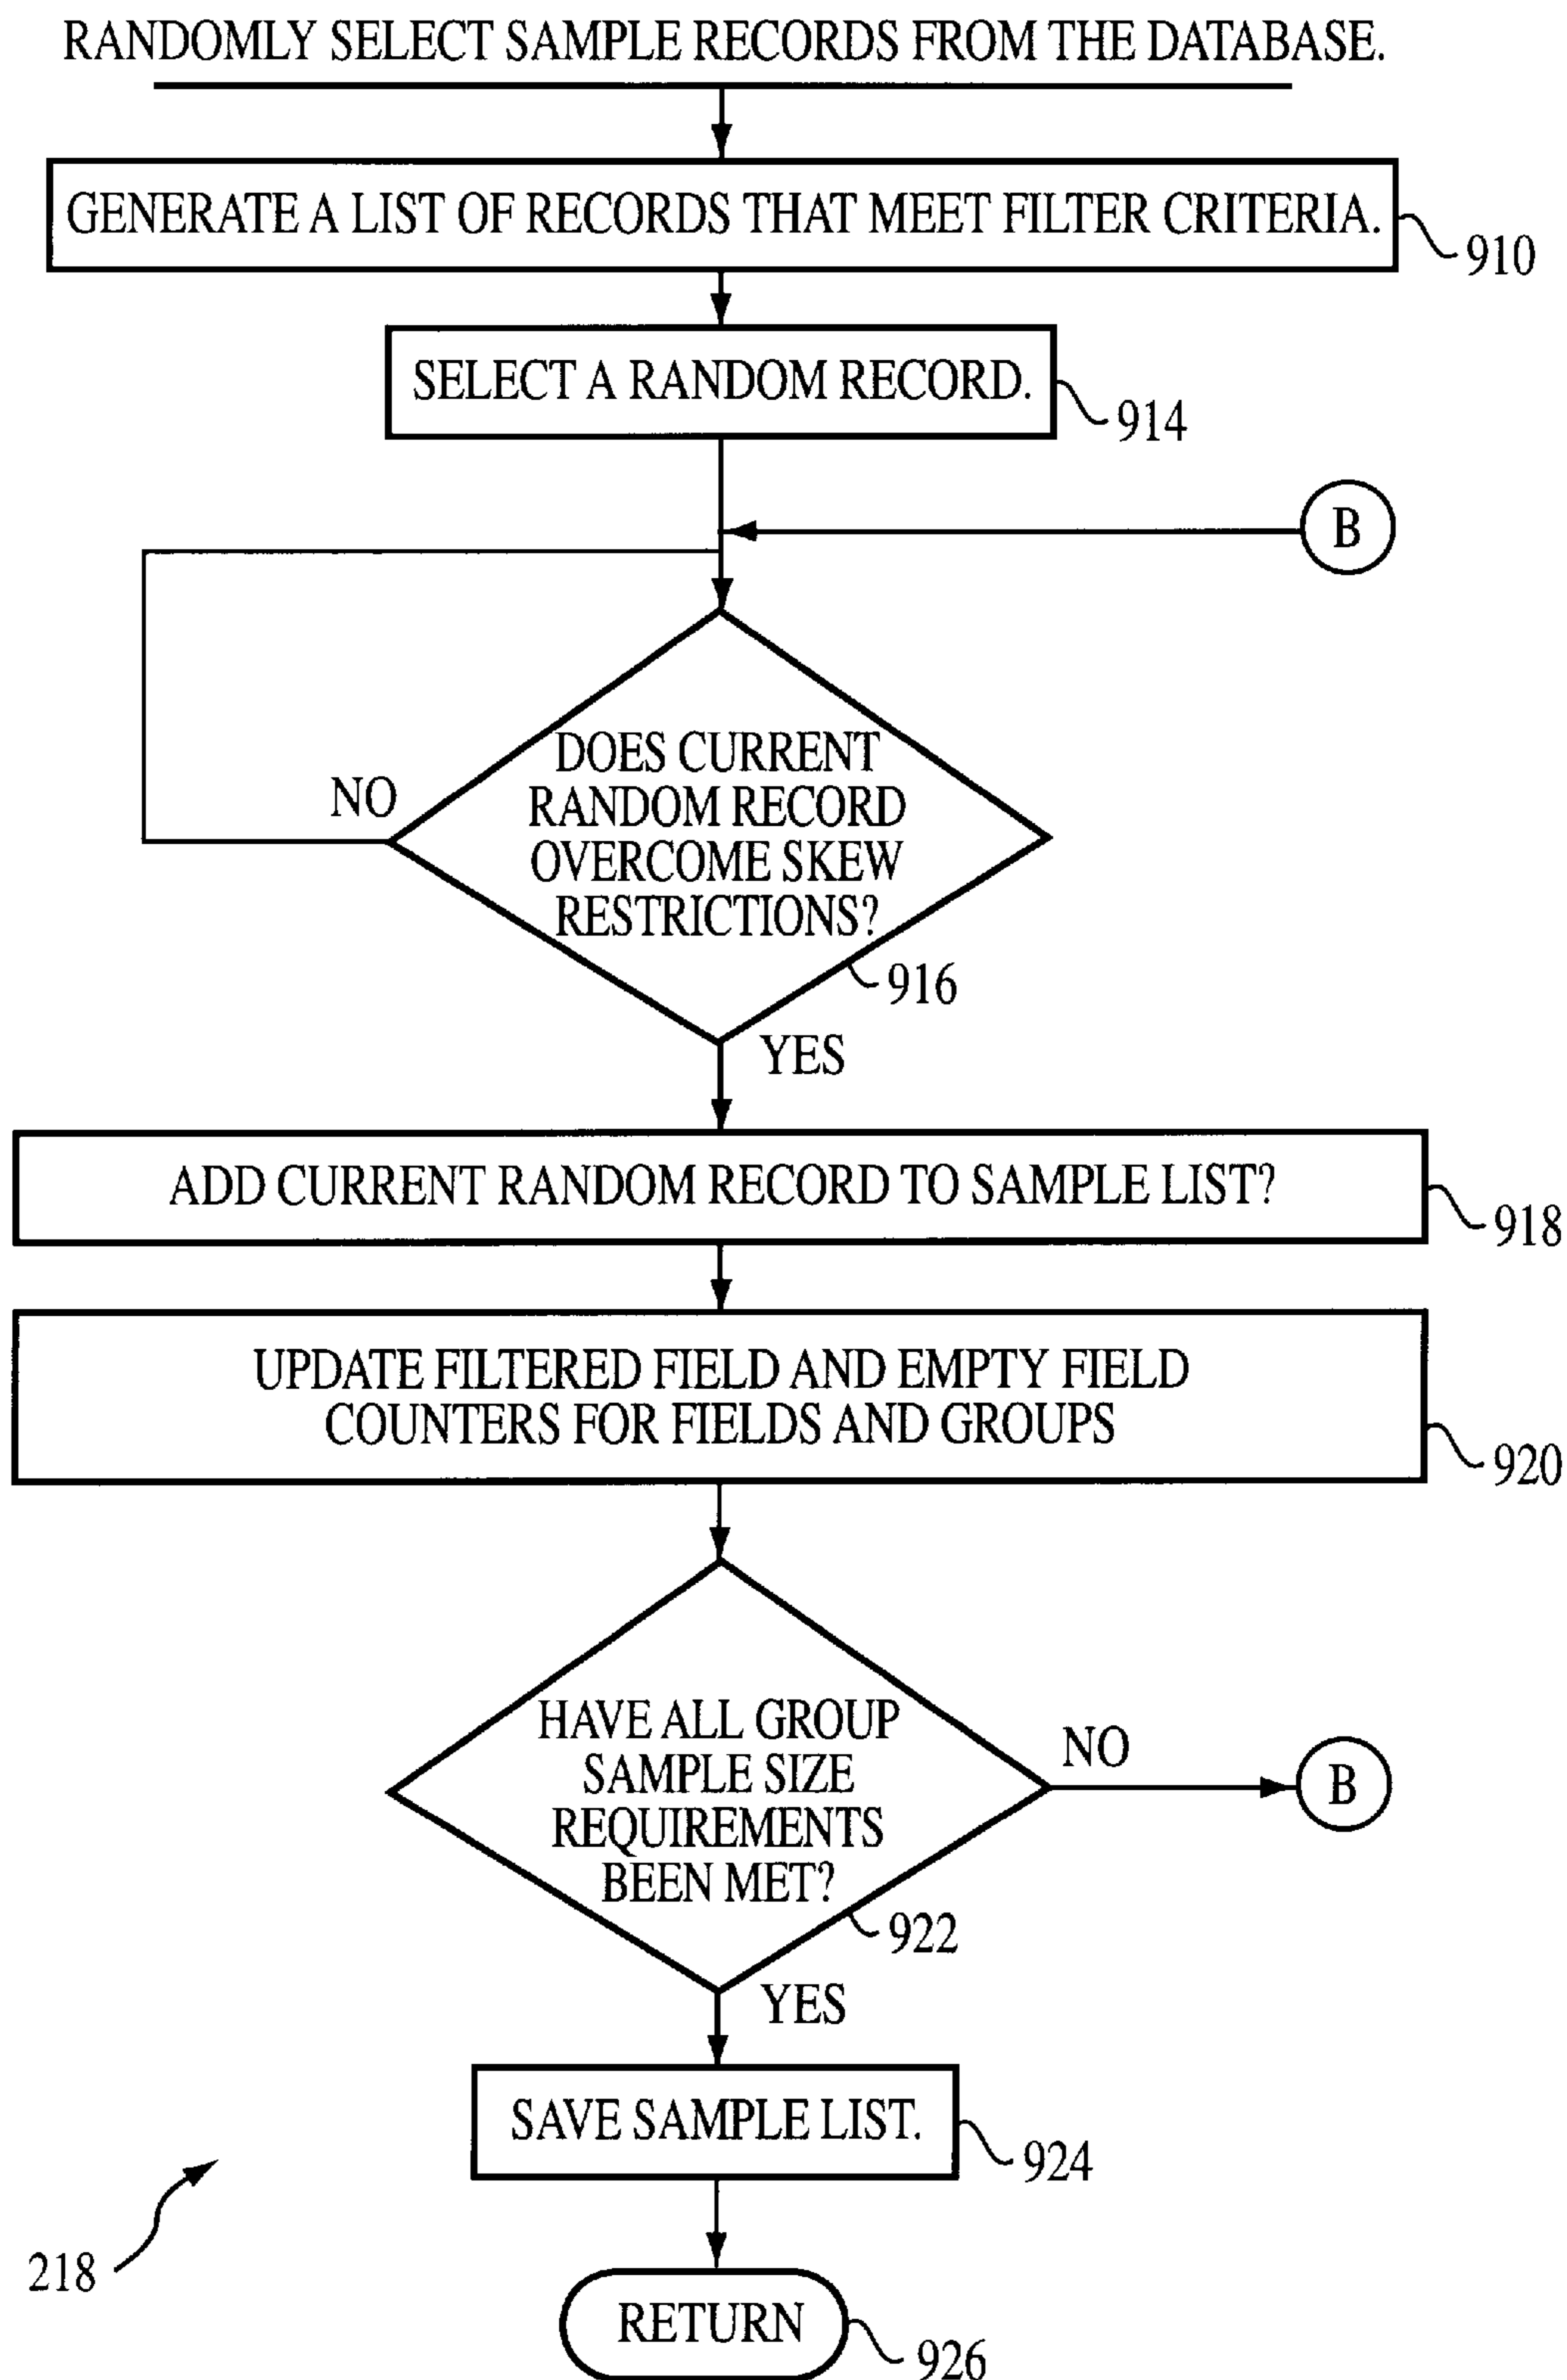 RANDOMLY SELECT SAMPLE RECORDS FROM THE DATABASE.
GENERATE A LIST OF RECORDS THAT MEET FILTER CRITERIA.
910
SELECT A RANDOM RECORD.
914
B
DOES CURRENT
RANDOM RECORD
OVERCOME SKEW
RESTRICTIONS?
NO
916
YES
ADD CURRENT RANDOM RECORD TO SAMPLE LIST?
918
UPDATE FILTERED FIELD AND EMPTY FIELD
COUNTERS FOR FIELDS AND GROUPS
920
HAVE ALL GROUP
SAMPLE SIZE
REQUIREMENTS
BEEN MET?
NO
B
922
YES
SAVE SAMPLE LIST.
924
218
RETURN
926